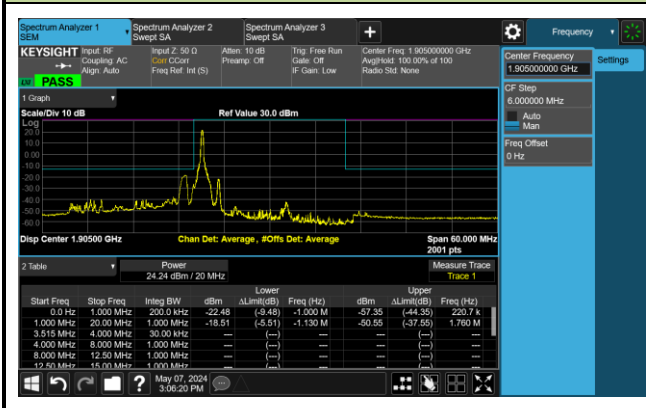 Spectrum Analyzer 1
SEM
Spectrum Analyzer 2
Swept SA
Spectrum Analyzer 3
Swept SA
Frequency
KEYSIGHT
Input: RF
Coupling: AC
Align: Auto
Input Z: 50 Ω
Corr CCorr
Freq Ref: Int (S)
Atten: 10 dB
Preamp: Off
Trig: Free Run
Gate: Off
IF Gain: Low
Center Freq: 1.905000000 GHz
Avg|Hold: 100.00% of 100
Radio Std: None
PASS
Center Frequency
1.905000000 GHz
Settings
CF Step
6.000000 MHz
Auto
Man
Freq Offset
0 Hz
1 Graph
Scale/Div 10 dB
Ref Value 30.0 dBm
Log
20.0
10.0
0.00
-10.0
-20.0
-30.0
-40.0
-50.0
-60.0
Disp Center 1.90500 GHz
Chan Det: Average, #Offs Det: Average
Span 60.000 MHz
2001 pts
2 Table
Power
24.24 dBm / 20 MHz
Measure Trace
Trace 1
Lower Upper
Start Freq Stop Freq Integ BW dBm ΔLimit(dB) Freq (Hz) dBm ΔLimit(dB) Freq (Hz)
0.0 Hz 1.000 MHz 200.0 kHz -22.48 (-9.48) -1.000 M -57.35 (-44.35) 220.7 k
1.000 MHz 20.00 MHz 1.000 MHz -18.51 (-5.51) -1.130 M -50.55 (-37.55) 1.760 M
3.515 MHz 4.000 MHz 30.00 kHz --- (---) --- --- (---) ---
4.000 MHz 8.000 MHz 1.000 MHz --- (---) --- --- (---) ---
8.000 MHz 12.50 MHz 1.000 MHz --- (---) --- --- (---) ---
12.50 MHz 15.00 MHz 1.000 MHz --- (---) --- --- (---) ---
May 07, 2024
3:06:20 PM